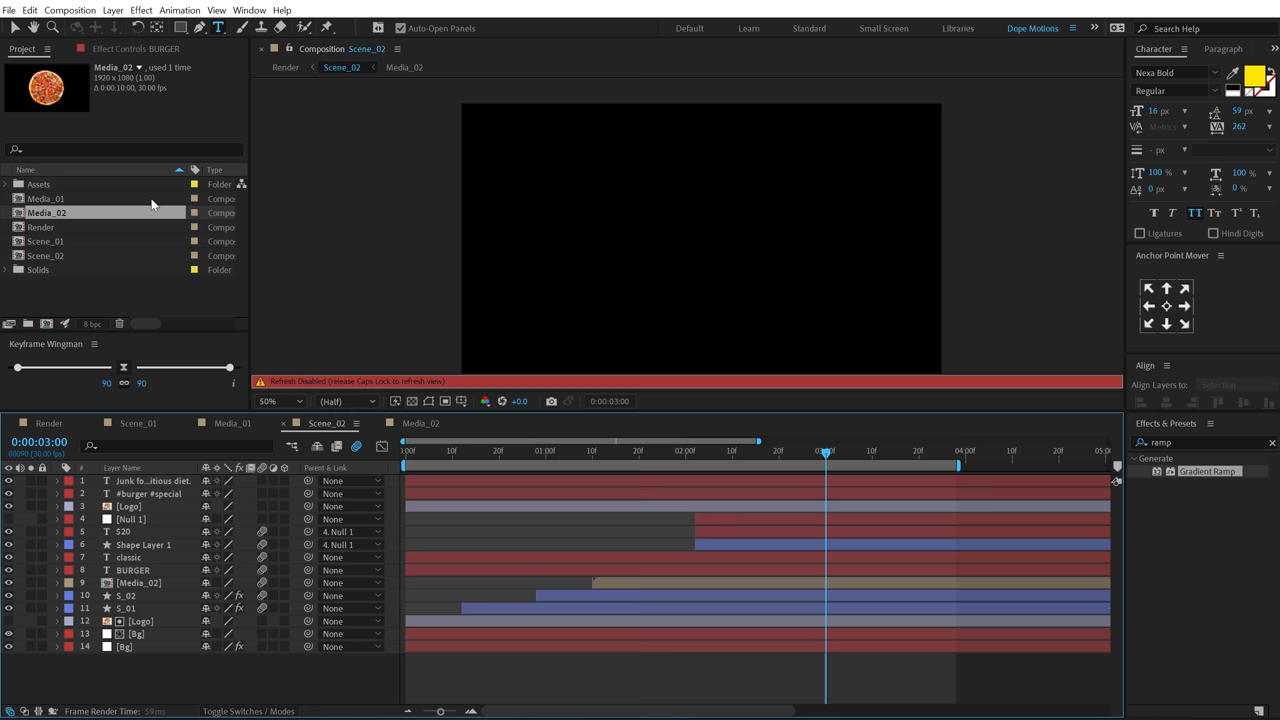 File Edit Composition Layer Effect Animation View Window Help
Auto-Open Panels
Default Learn Standard Small Screen Libraries Dope Motions
Search Help
Project
Effect Controls BURGER
Composition Scene_02
Character Paragraph
Media_02 , used 1 time
1920 x 1080 (1.00)
Δ 0:00:10:00, 30.00 fps
Render Scene_02 Media_02
Nexa Bold
Regular
16 px 59 px
Metrics 262
- px
100 % 100 %
0 px 0 %
Ligatures Hindi Digits
Name Type
Assets Folder
Media_01 Compo
Media_02 Compo
Render Compo
Scene_01 Compo
Scene_02 Compo
Solids Folder
8 bpc
Anchor Point Mover
Keyframe Wingman
90 90
Align
Align Layers to: Selection
Refresh Disabled (release Caps Lock to refresh view)
50% (Half) +0.0 0:00:03:00
Render Scene_01 Media_01 Scene_02 Media_02
Effects & Presets
ramp
Generate
Gradient Ramp
0:00:03:00
00090 (30.00 fps)
:00f 10f 20f 01:00f 10f 20f 02:00f 10f 20f 03:00f 10f 20f 04:00f 10f 20f 05:00
# Layer Name Parent & Link
1 Junk fo...itious diet. None
2 #burger #special None
3 [Logo] None
4 [Null 1] None
5 $20 4. Null 1
6 Shape Layer 1 4. Null 1
7 classic None
8 BURGER None
9 [Media_02] None
10 S_02 None
11 S_01 None
12 [Logo] None
13 [Bg] None
14 [Bg] None
Frame Render Time: 59ms
Toggle Switches / Modes